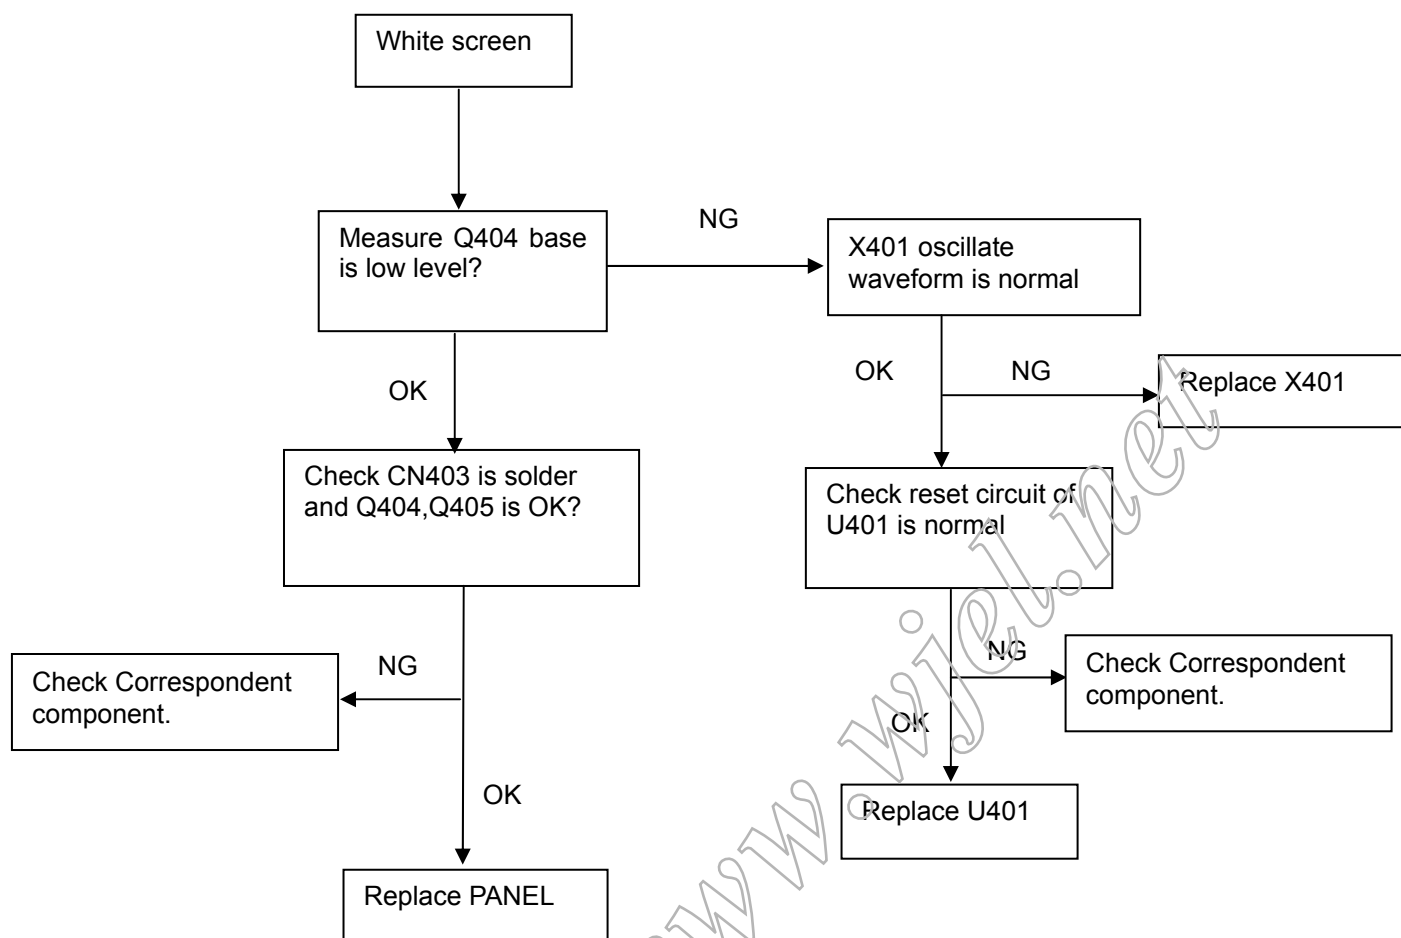 White screen
Measure Q404 base
is low level?
NG
X401 oscillate
waveform is normal
OK
OK
NG
Replace X401
Check CN403 is solder
and Q404,Q405 is OK?
Check reset circuit of
U401 is normal
NG
Check Correspondent
component.
NG
Check Correspondent
component.
OK
OK
Replace U401
Replace PANEL
www.wjel.net